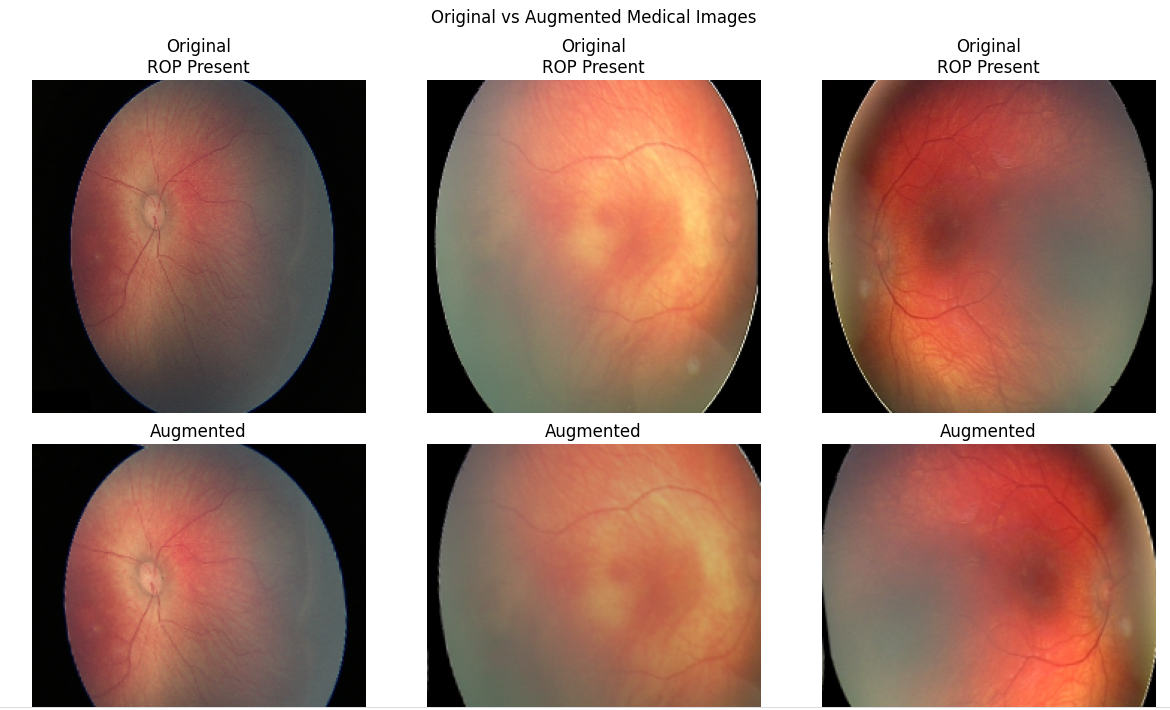 Original vs Augmented Medical Images
Original
ROP Present
Original
ROP Present
Original
ROP Present
Augmented
Augmented
Augmented